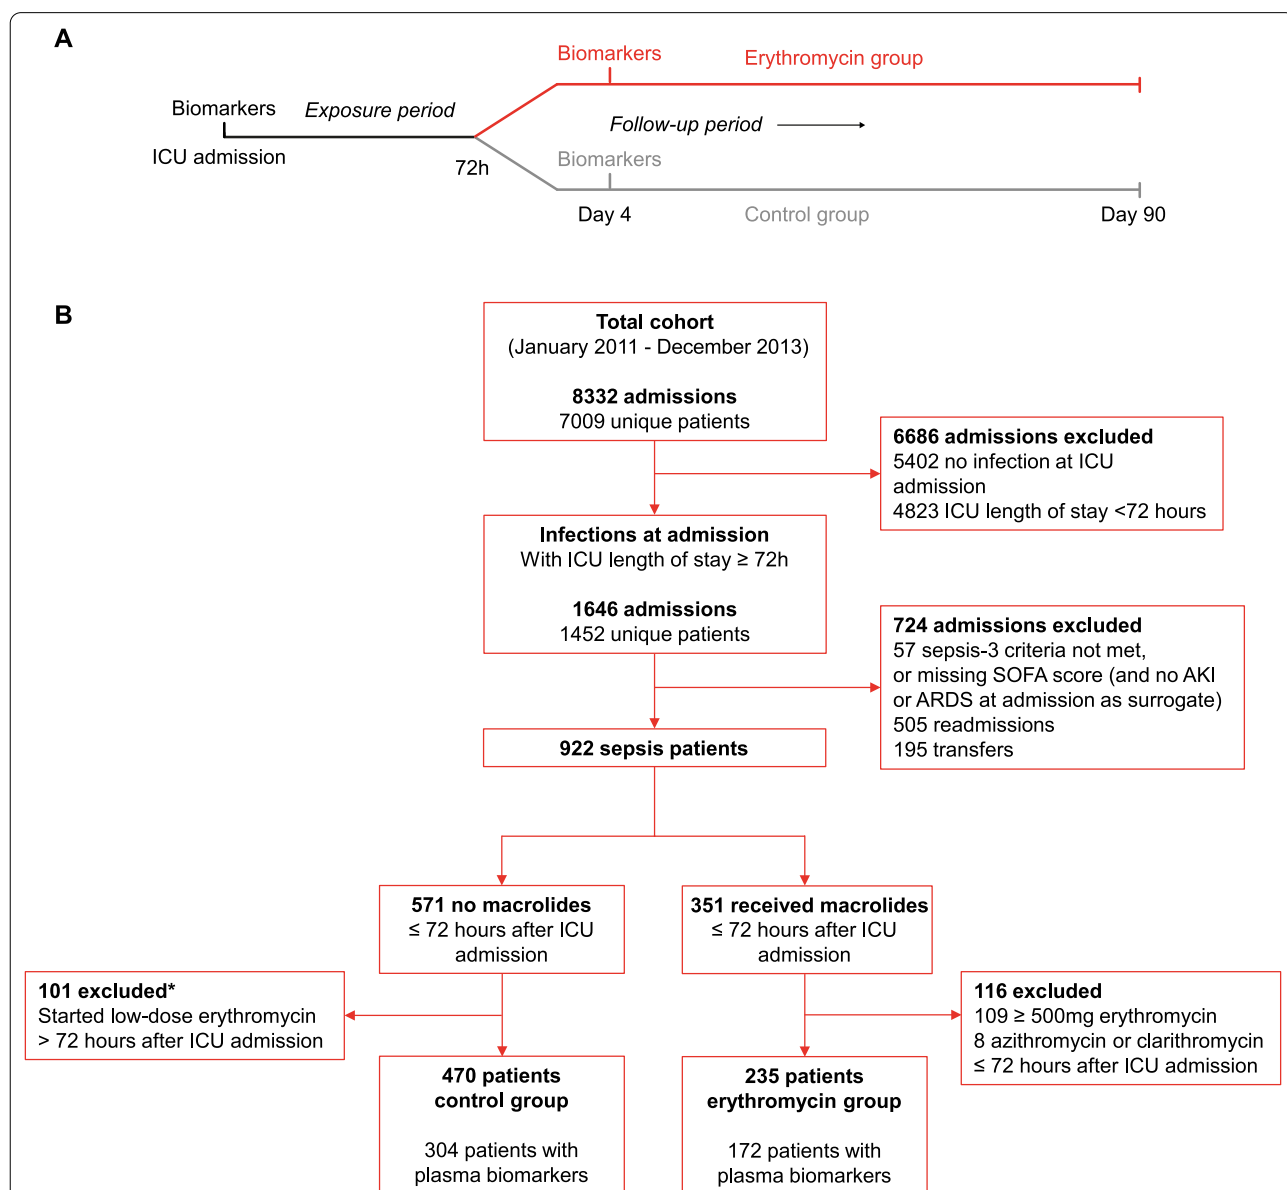 A
Biomarkers
Erythromycin group
Biomarkers
Exposure period
Follow-up period
ICU admission
72h
Biomarkers
Day 4
Control group
Day 90
B
Total cohort
(January 2011 - December 2013)
8332 admissions
7009 unique patients
6686 admissions excluded
5402 no infection at ICU
admission
4823 ICU length of stay <72 hours
Infections at admission
With ICU length of stay ≥ 72h
1646 admissions
1452 unique patients
724 admissions excluded
57 sepsis-3 criteria not met,
or missing SOFA score (and no AKI
or ARDS at admission as surrogate)
505 readmissions
195 transfers
922 sepsis patients
571 no macrolides
≤ 72 hours after ICU
admission
351 received macrolides
≤ 72 hours after ICU
admission
101 excluded*
Started low-dose erythromycin
> 72 hours after ICU admission
116 excluded
109 ≥ 500mg erythromycin
8 azithromycin or clarithromycin
≤ 72 hours after ICU admission
470 patients
control group
304 patients with
plasma biomarkers
235 patients
erythromycin group
172 patients with
plasma biomarkers